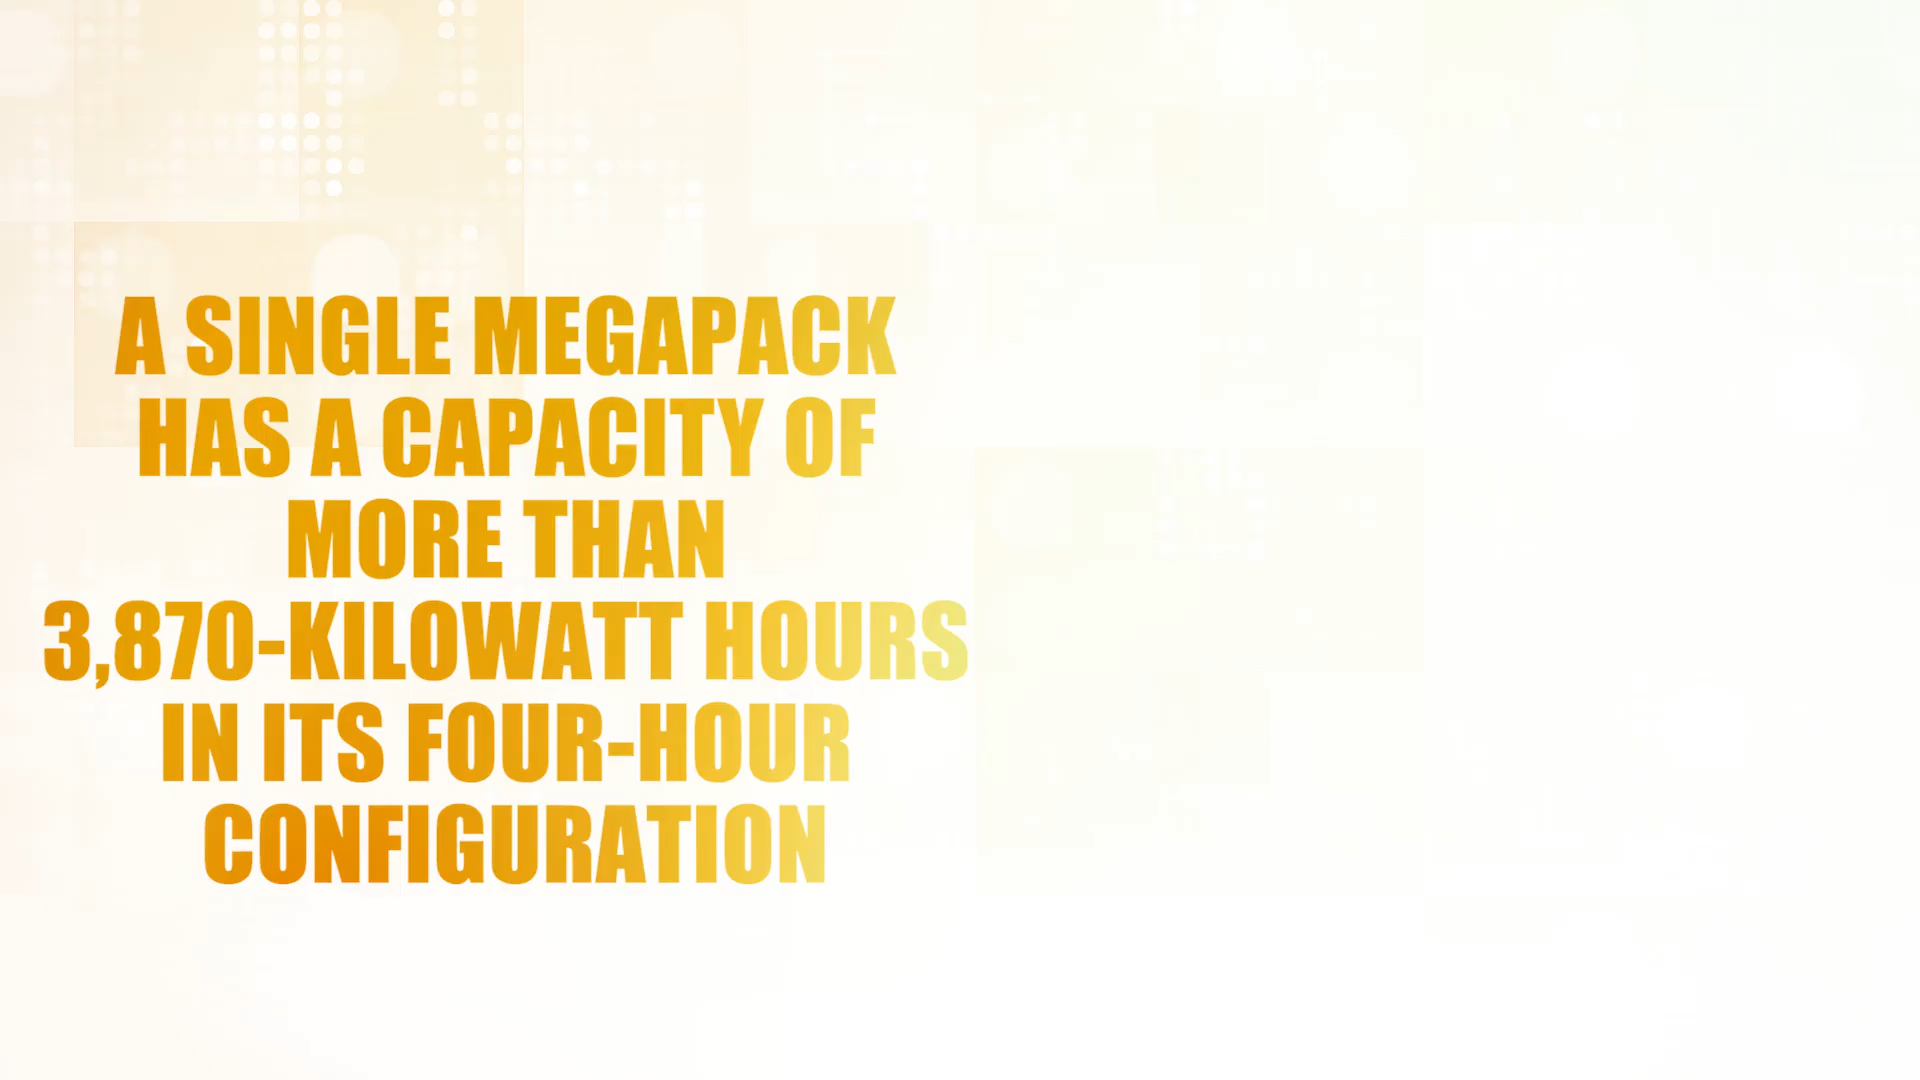 A SINGLE MEGAPACK
HAS A CAPACITY OF
MORE THAN
3,870-KILOWATT HOURS
IN ITS FOUR-HOUR
CONFIGURATION